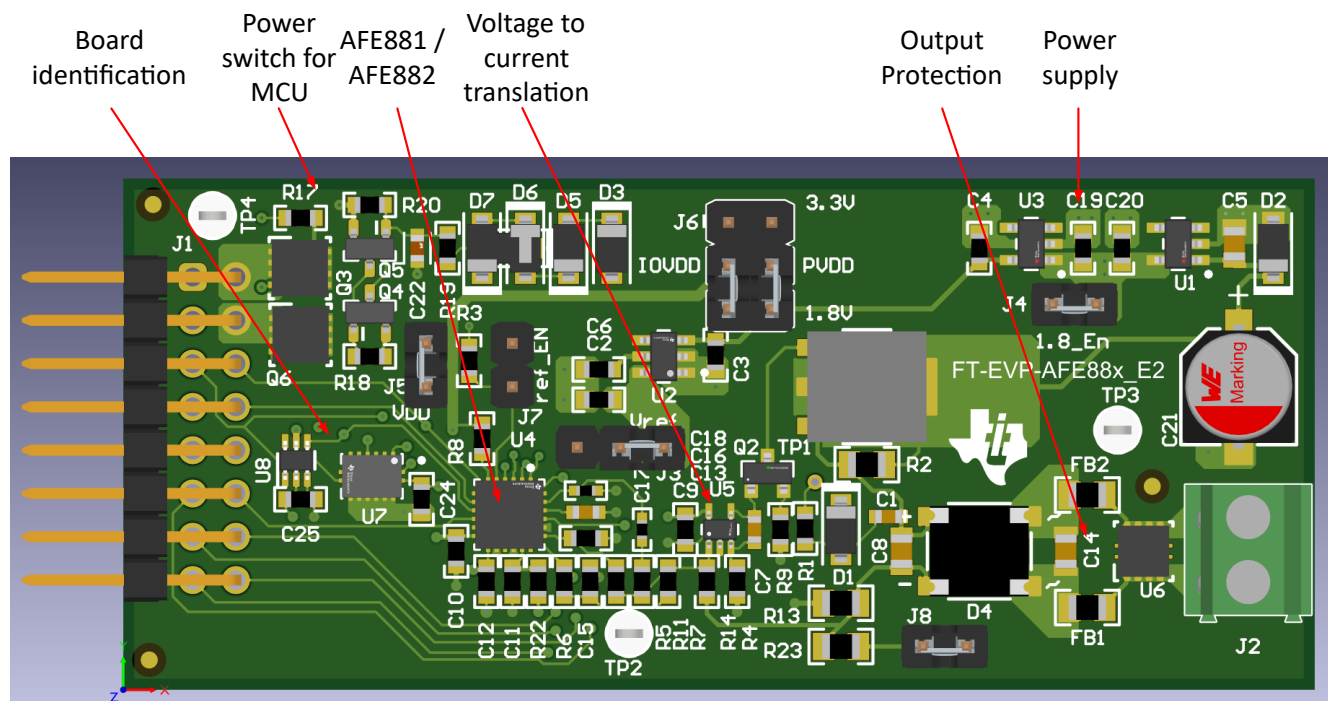 Board
identification
Power
switch for
MCU
AFE881 /
AFE882
Voltage to
current
translation
Output
Protection
Power
supply
R17
TP4
J1
R20
Q3
Q5
Q4
C22
R19
D7
D6
D5
D3
J6
3.3V
IOVDD
PVDD
1.8V
C4
U3
C19
C20
C5
D2
U1
J4
1.8_En
Q6
R18
J5
VDD
R3
ref_EN
J7
C6
C2
U2
C3
Vref
J3
FT-EVP-AFE88x_E2
TP3
C21
WE
Marking
U8
C25
U7
C24
R8
U4
C18
C16
C13
C17
C9
U5
Q2
TP1
R2
C1
C8
+
−
~
~
D4
FB2
C14
FB1
U6
J2
C10
C12
C11
R22
R6
C15
TP2
R5
R11
R7
R14
R4
C7
R9
R1
D1
R13
R23
J8
+
Y
Z
X